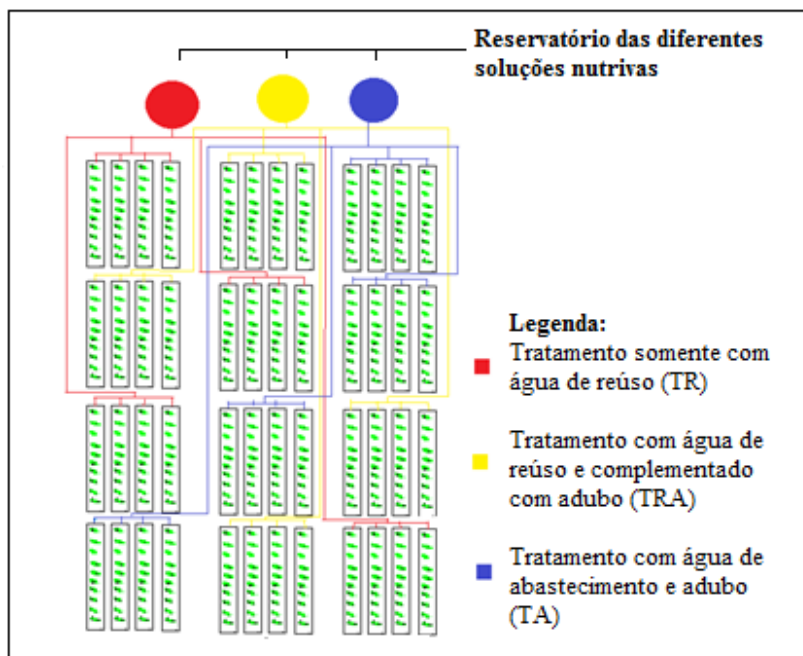 Reservatório das diferentes
soluções nutrivas
Legenda:
Tratamento somente com
água de reúso (TR)
Tratamento com água de
reúso e complementado
com adubo (TRA)
Tratamento com água de
abastecimento e adubo
(TA)